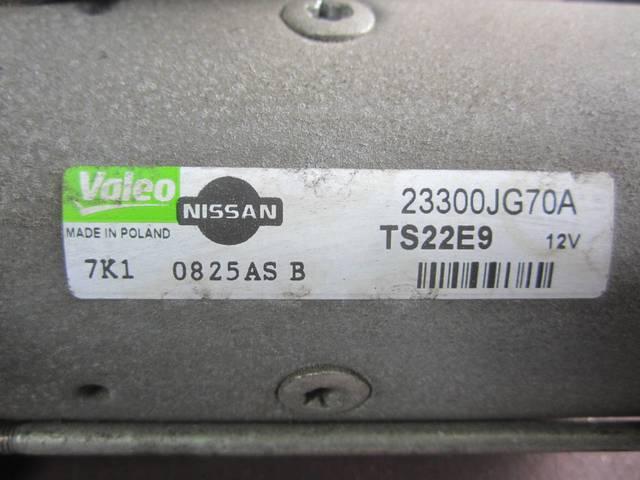 Valeo NISSAN 23300JG70A
MADE IN POLAND TS22E9 12V
7K1 0825AS B